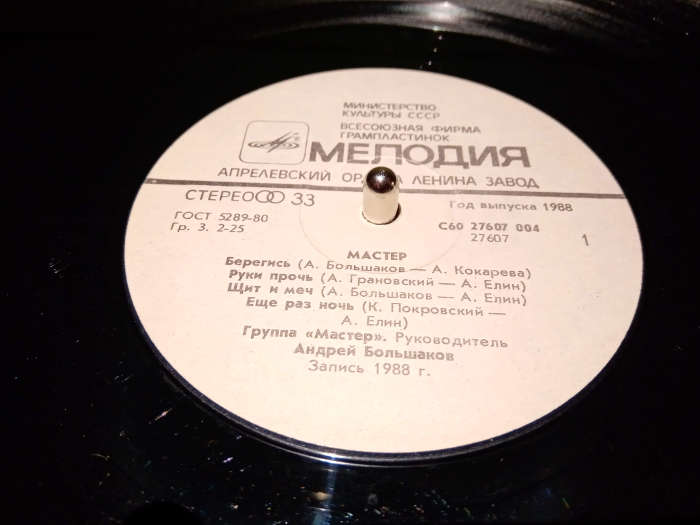 МИНИСТЕРСТВО
КУЛЬТУРЫ СССР
ВСЕСОЮЗНАЯ ФИРМА
ГРАМПЛАСТИНОК
МЕЛОДИЯ
АПРЕЛЕВСКИЙ ЛЕНИНА ЗАВОД
СТЕРЕО 33
Год выпуска 1988
ГОСТ 5289-80
Гр. 3. 2-25
С60 27607 004
27607
1
МАСТЕР
Берегись (А. Большаков — А. Кокарева)
Руки прочь (А. Грановский — А. Елин)
Щит и меч (А. Большаков — А. Елин)
Еще раз ночь (К. Покровский —
А. Елин)
Группа «Мастер». Руководитель
Андрей Большаков
Запись 1988 г.